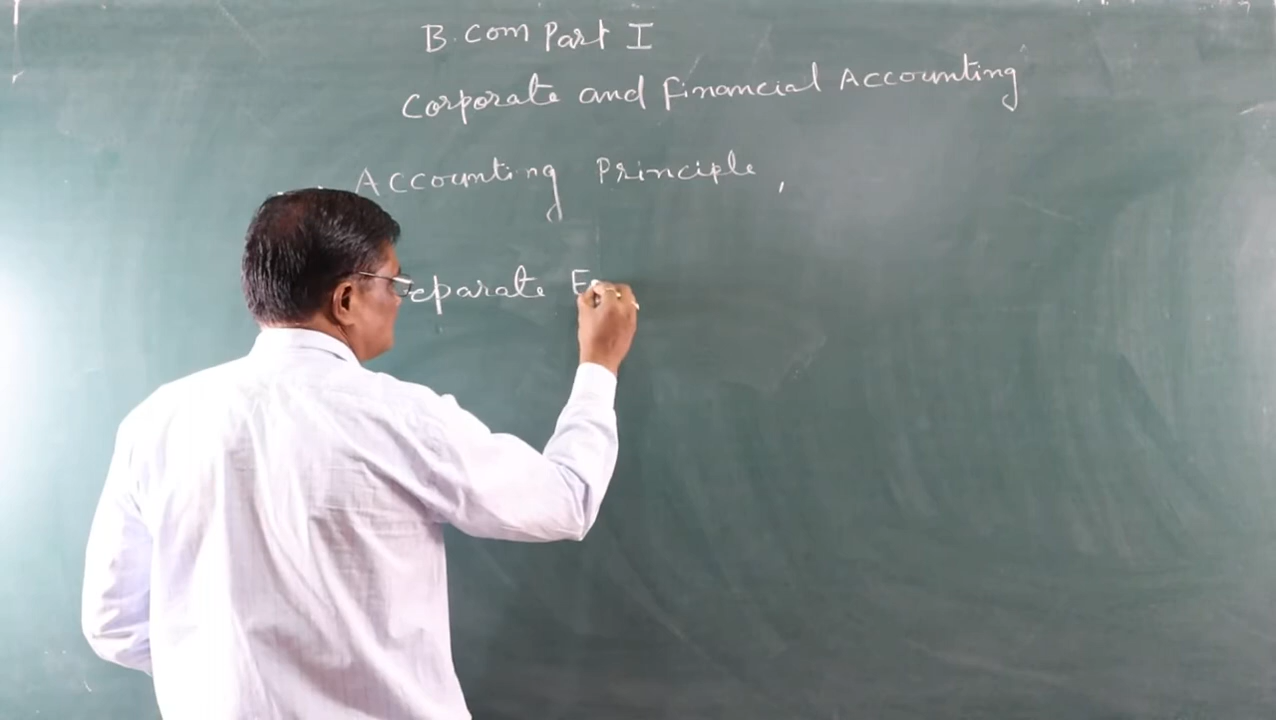 B.Com Part I
Corporate and Financial Accounting
Accounting Principle,
eparate